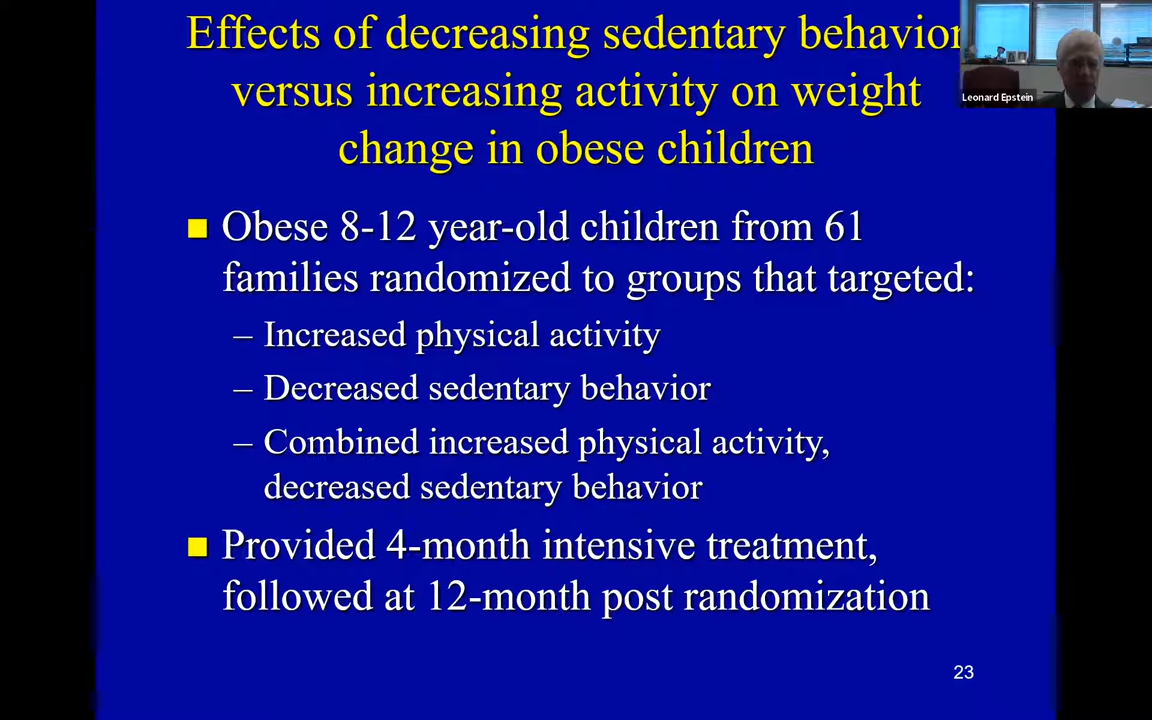 Effects of decreasing sedentary behavior
versus increasing activity on weight
change in obese children
Leonard Epstein
Obese 8-12 year-old children from 61
families randomized to groups that targeted:
– Increased physical activity
– Decreased sedentary behavior
– Combined increased physical activity,
decreased sedentary behavior
Provided 4-month intensive treatment,
followed at 12-month post randomization
23